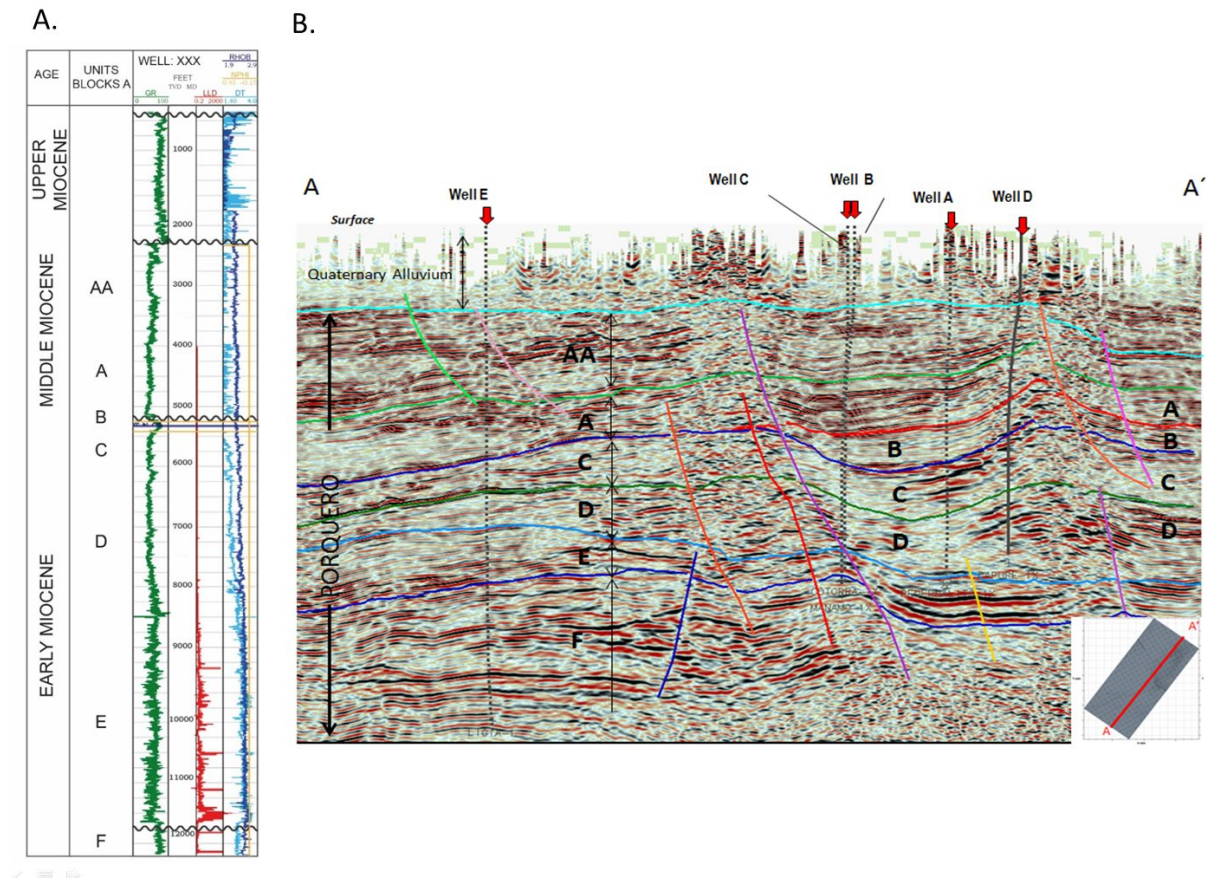 A.
AGE
UNITS
BLOCKS A
WELL: XXX
GR
0 100
FEET
TVD MD
LLD
0.2 2000
RHOB
1.9 2.9
NPHI
DT
UPPER
MIOCENE
MIDDLE MIOCENE
EARLY MIOCENE
AA
A
B
C
D
E
F
1000
2000
3000
4000
5000
6000
7000
8000
9000
10000
11000
12000
B.
A
A´
Well E
Well C
Well B
Well A
Well D
Surface
Quaternary Alluvium
PORQUERO
AA
A
C
D
E
F
B
C
D
A
B
C
D
A'
A